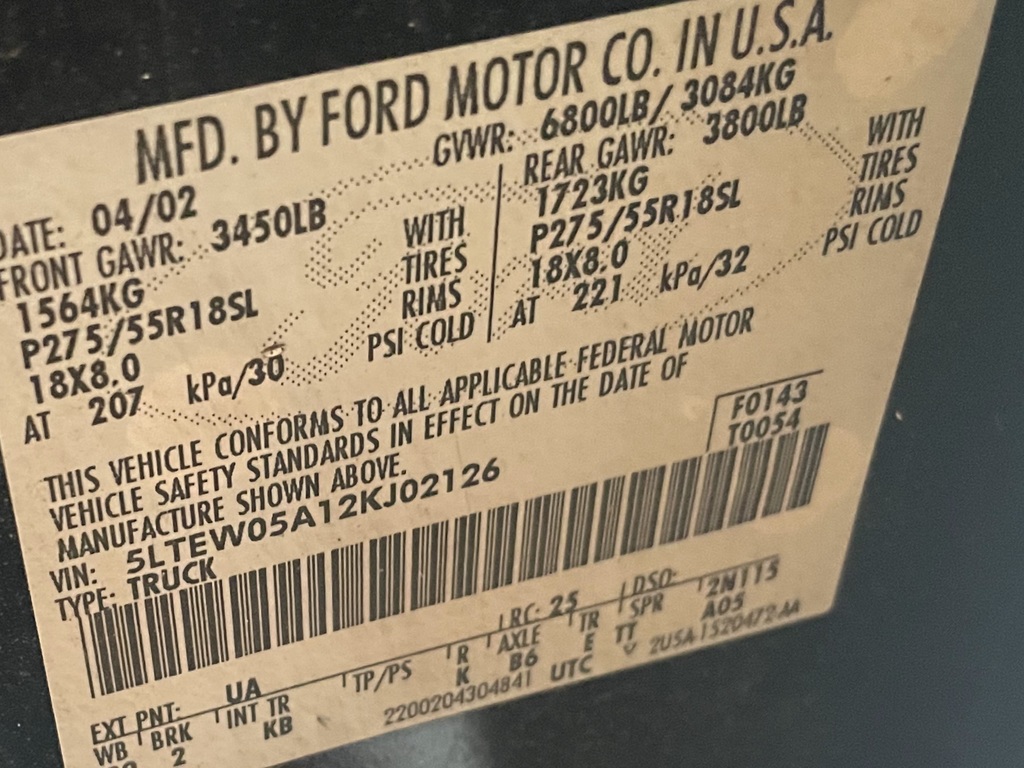 MFD. BY FORD MOTOR CO. IN U.S.A.
DATE: 04/02 GVWR: 6800LB/ 3084KG
FRONT GAWR: 3450LB REAR GAWR: 3800LB
1564KG WITH 1723KG WITH
P275/55R18SL TIRES P275/55R18SL TIRES
18X8.0 RIMS 18X8.0 RIMS
AT 207 kPa/30 PSI COLD AT 221 kPa/32 PSI COLD
THIS VEHICLE CONFORMS TO ALL APPLICABLE FEDERAL MOTOR
VEHICLE SAFETY STANDARDS IN EFFECT ON THE DATE OF
MANUFACTURE SHOWN ABOVE.
F0143
T0054
VIN: 5LTEW05A12KJ02126
TYPE: TRUCK
EXT PNT: UA RC: 25 DSO: 2N115
WB BRK INT TR TP/PS R AXLE TR SPR A05
2 KB K B6 E TT
2200204304841 UTC V 2U5A 1520472-AA